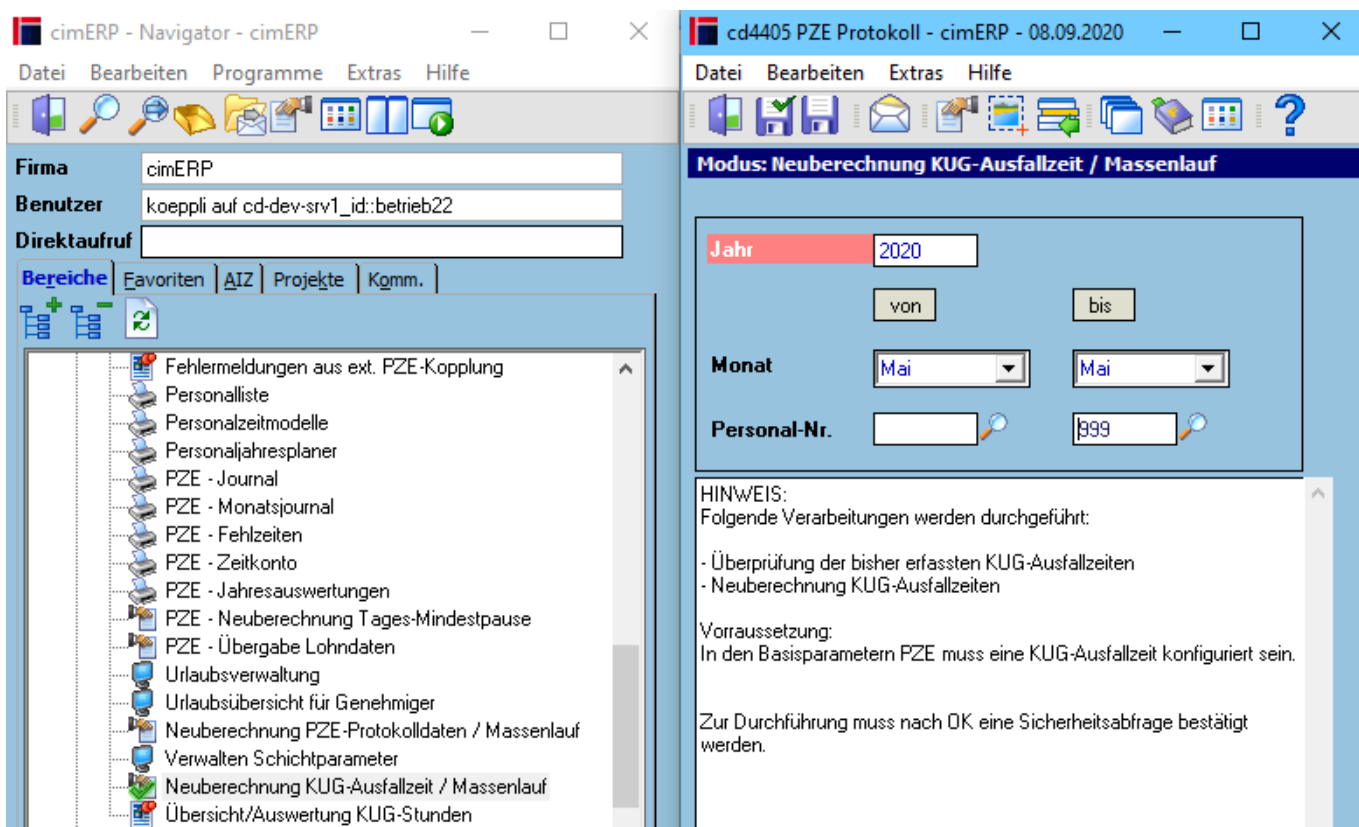 cimERP - Navigator - cimERP
Datei Bearbeiten Programme Extras Hilfe
Firma cimERP
Benutzer koeppli auf cd-dev-srv1_id::betrieb22
Direktaufruf
Bereiche Favoriten AIZ Projekte Komm.
Fehlermeldungen aus ext. PZE-Kopplung
Personalliste
Personalzeitmodelle
Personaljahresplaner
PZE - Journal
PZE - Monatsjournal
PZE - Fehlzeiten
PZE - Zeitkonto
PZE - Jahresauswertungen
PZE - Neuberechnung Tages-Mindestpause
PZE - Übergabe Lohndaten
Urlaubsverwaltung
Urlaubsübersicht für Genehmiger
Neuberechnung PZE-Protokolldaten / Massenlauf
Verwalten Schichtparameter
Neuberechnung KUG-Ausfallzeit / Massenlauf
Übersicht/Auswertung KUG-Stunden
cd4405 PZE Protokoll - cimERP - 08.09.2020
Datei Bearbeiten Extras Hilfe
Modus: Neuberechnung KUG-Ausfallzeit / Massenlauf
Jahr 2020
von bis
Monat Mai Mai
Personal-Nr. 999
HINWEIS:
Folgende Verarbeitungen werden durchgeführt:
- Überprüfung der bisher erfassten KUG-Ausfallzeiten
- Neuberechnung KUG-Ausfallzeiten
Vorraussetzung:
In den Basisparametern PZE muss eine KUG-Ausfallzeit konfiguriert sein.
Zur Durchführung muss nach OK eine Sicherheitsabfrage bestätigt
werden.